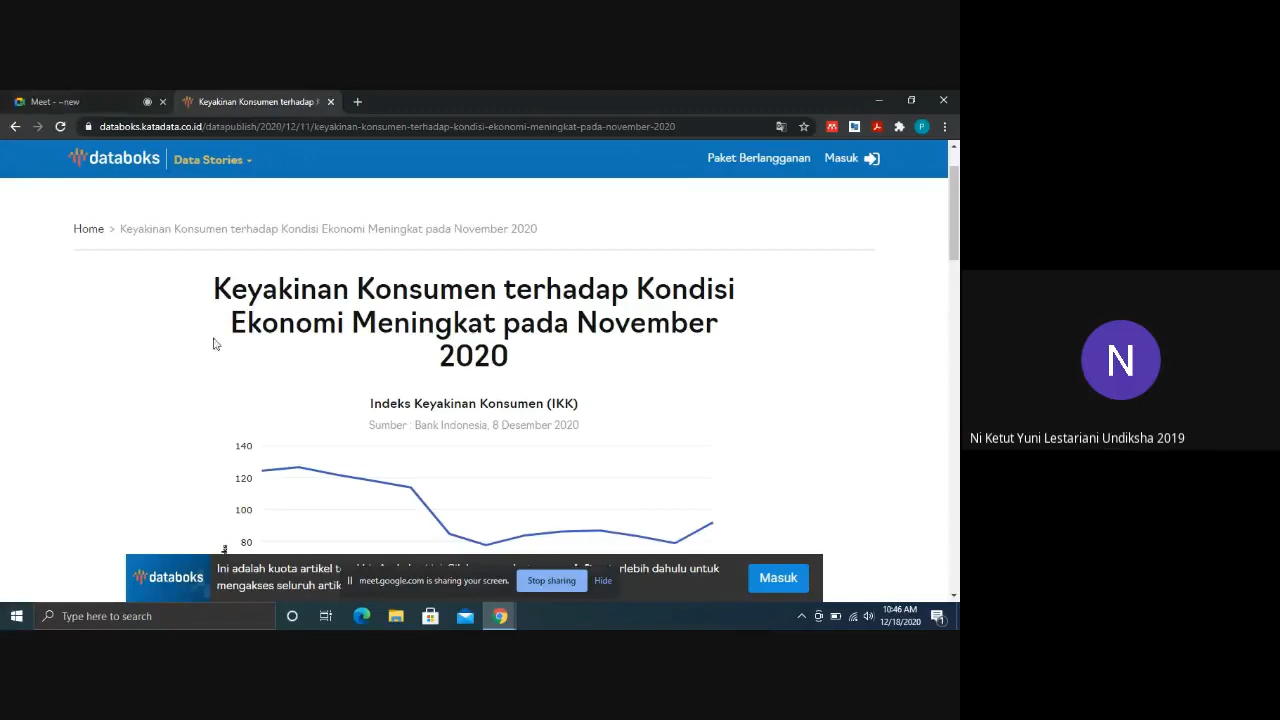 Meet - ~new
Keyakinan Konsumen terhadap
databoks.katadata.co.id/datapublish/2020/12/11/keyakinan-konsumen-terhadap-kondisi-ekonomi-meningkat-pada-november-2020
databoks
Data Stories
Paket Berlangganan
Masuk
Home > Keyakinan Konsumen terhadap Kondisi Ekonomi Meningkat pada November 2020
Keyakinan Konsumen terhadap Kondisi
Ekonomi Meningkat pada November
2020
Indeks Keyakinan Konsumen (IKK)
Sumber : Bank Indonesia, 8 Desember 2020
140
120
100
80
databoks
Ini adalah kuota artikel
terlebih dahulu untuk
mengakses seluruh
Masuk
meet.google.com is sharing your screen.
Stop sharing
Hide
N
Ni Ketut Yuni Lestariani Undiksha 2019
Type here to search
10:46 AM
12/18/2020